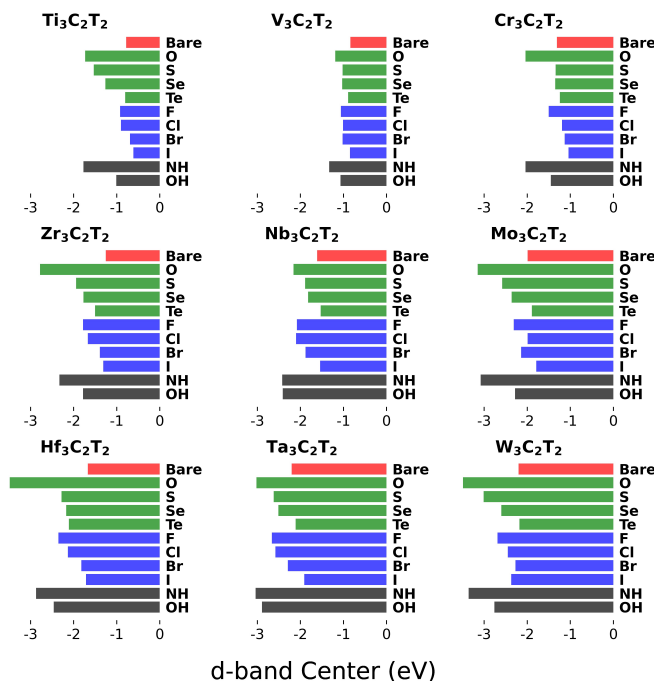 Ti₃C₂T₂
Bare
O
S
Se
Te
F
Cl
Br
I
NH
OH
-3 -2 -1 0
V₃C₂T₂
Bare
O
S
Se
Te
F
Cl
Br
I
NH
OH
-3 -2 -1 0
Cr₃C₂T₂
Bare
O
S
Se
Te
F
Cl
Br
I
NH
OH
-3 -2 -1 0
Zr₃C₂T₂
Bare
O
S
Se
Te
F
Cl
Br
I
NH
OH
-3 -2 -1 0
Nb₃C₂T₂
Bare
O
S
Se
Te
F
Cl
Br
I
NH
OH
-3 -2 -1 0
Mo₃C₂T₂
Bare
O
S
Se
Te
F
Cl
Br
I
NH
OH
-3 -2 -1 0
Hf₃C₂T₂
Bare
O
S
Se
Te
F
Cl
Br
I
NH
OH
-3 -2 -1 0
Ta₃C₂T₂
Bare
O
S
Se
Te
F
Cl
Br
I
NH
OH
-3 -2 -1 0
W₃C₂T₂
Bare
O
S
Se
Te
F
Cl
Br
I
NH
OH
-3 -2 -1 0
d-band Center (eV)